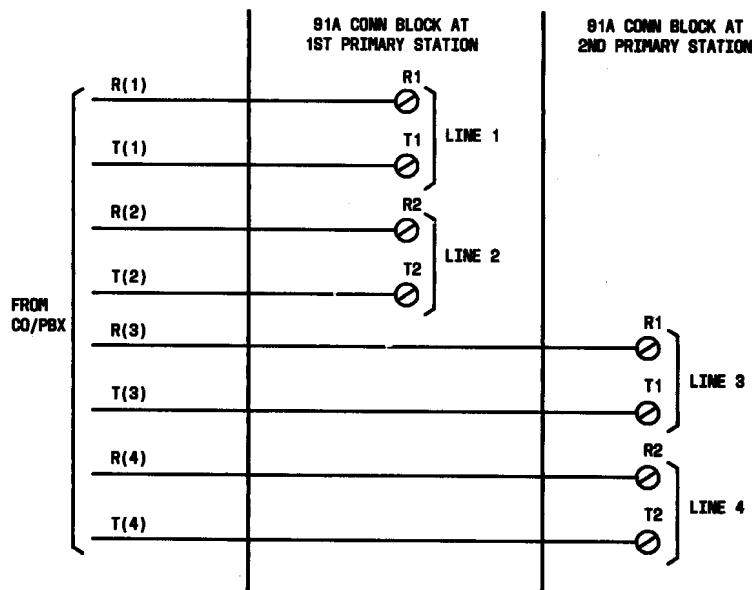 91A CONN BLOCK AT
1ST PRIMARY STATION
91A CONN BLOCK AT
2ND PRIMARY STATION
R(1)
R1
T(1)
T1
LINE 1
R(2)
R2
T(2)
T2
LINE 2
FROM
CO/PBX
R(3)
R1
T(3)
T1
LINE 3
R(4)
R2
T(4)
T2
LINE 4